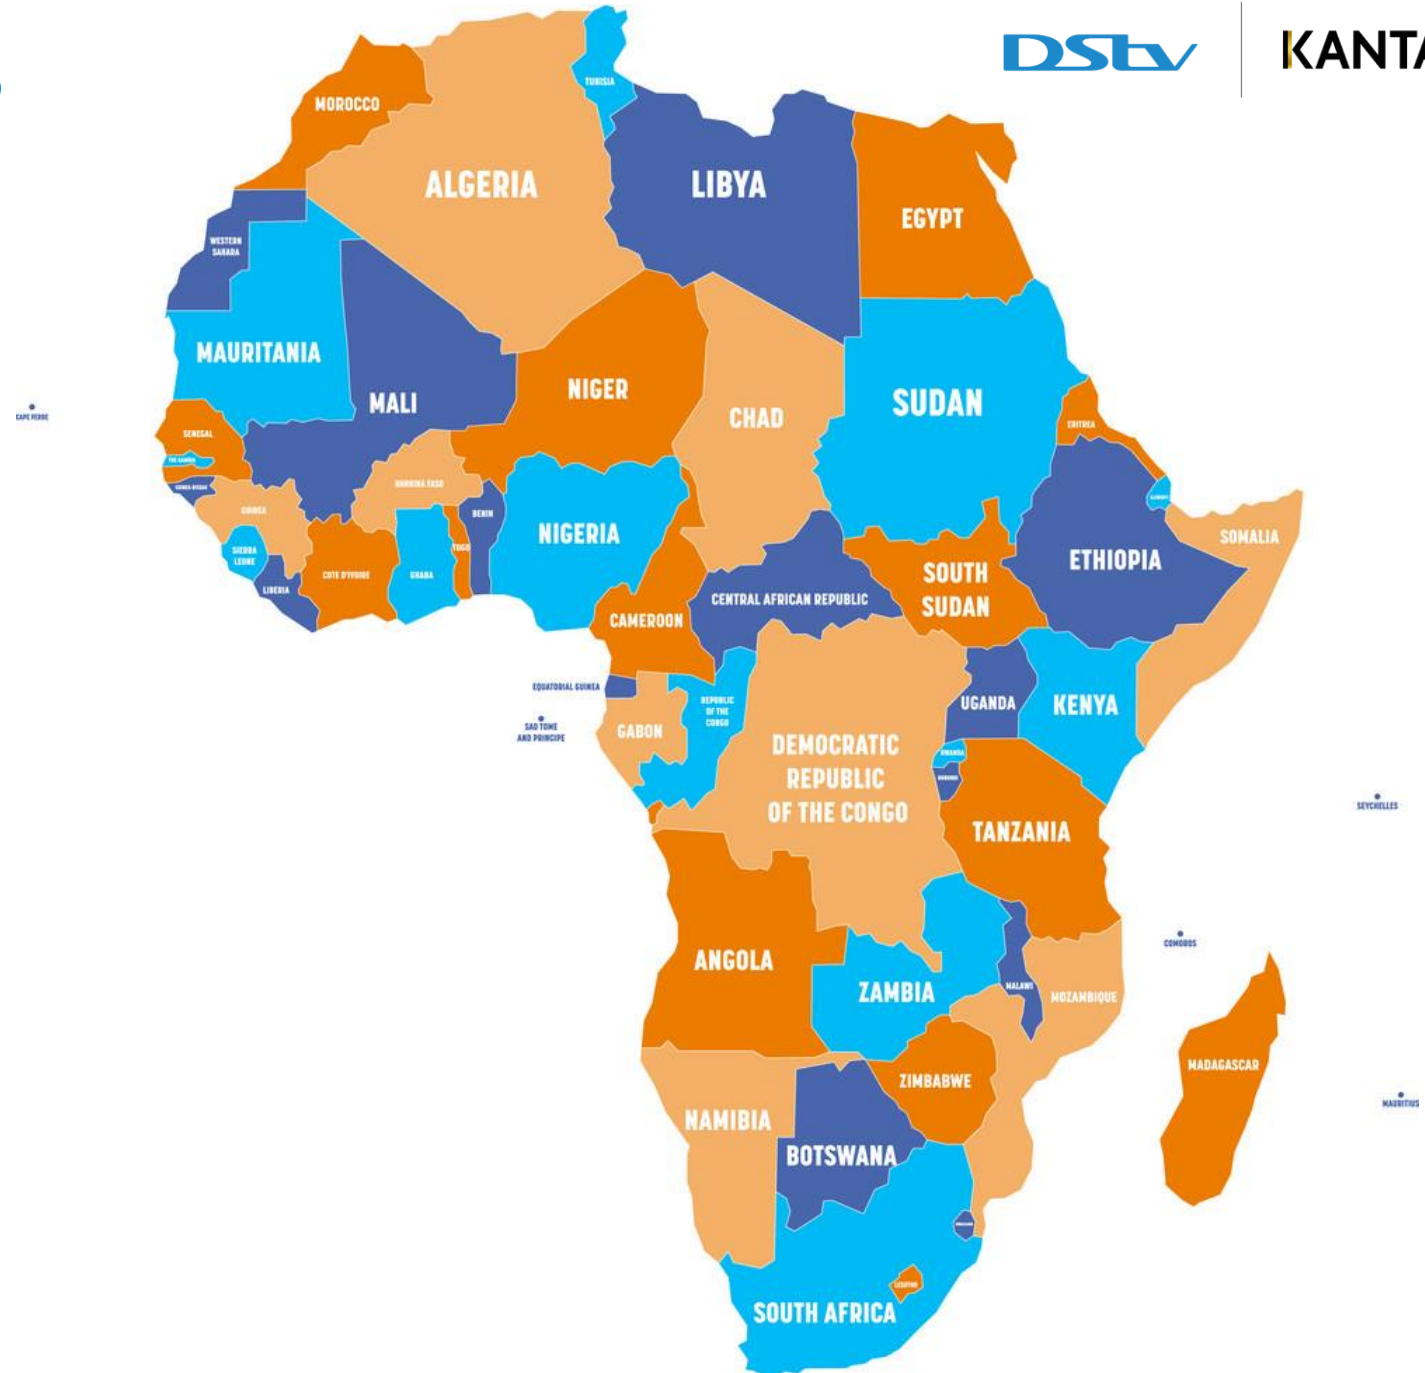 DStv
KANTA
TUNISIA
MOROCCO
ALGERIA
LIBYA
EGYPT
WESTERN
SAHARA
MAURITANIA
MALI
NIGER
CHAD
SUDAN
CAPE VERDE
ERITREA
SENEGAL
THE GAMBIA
GUINEA-BISSAU
BURKINA FASO
GUINEA
BENIN
DJIBOUTI
NIGERIA
SOMALIA
SIERRA
LEONE
TOGO
ETHIOPIA
LIBERIA
COTE D'IVOIRE
GHANA
SOUTH
SUDAN
CENTRAL AFRICAN REPUBLIC
CAMEROON
EQUATORIAL GUINEA
REPUBLIC
OF THE
CONGO
UGANDA
KENYA
SAO TOME
AND PRINCIPE
GABON
DEMOCRATIC
REPUBLIC
OF THE CONGO
RWANDA
BURUNDI
SEYCHELLES
TANZANIA
COMOROS
ANGOLA
ZAMBIA
MALAWI
MOZAMBIQUE
MADAGASCAR
ZIMBABWE
MAURITIUS
NAMIBIA
BOTSWANA
LESOTHO
SOUTH AFRICA